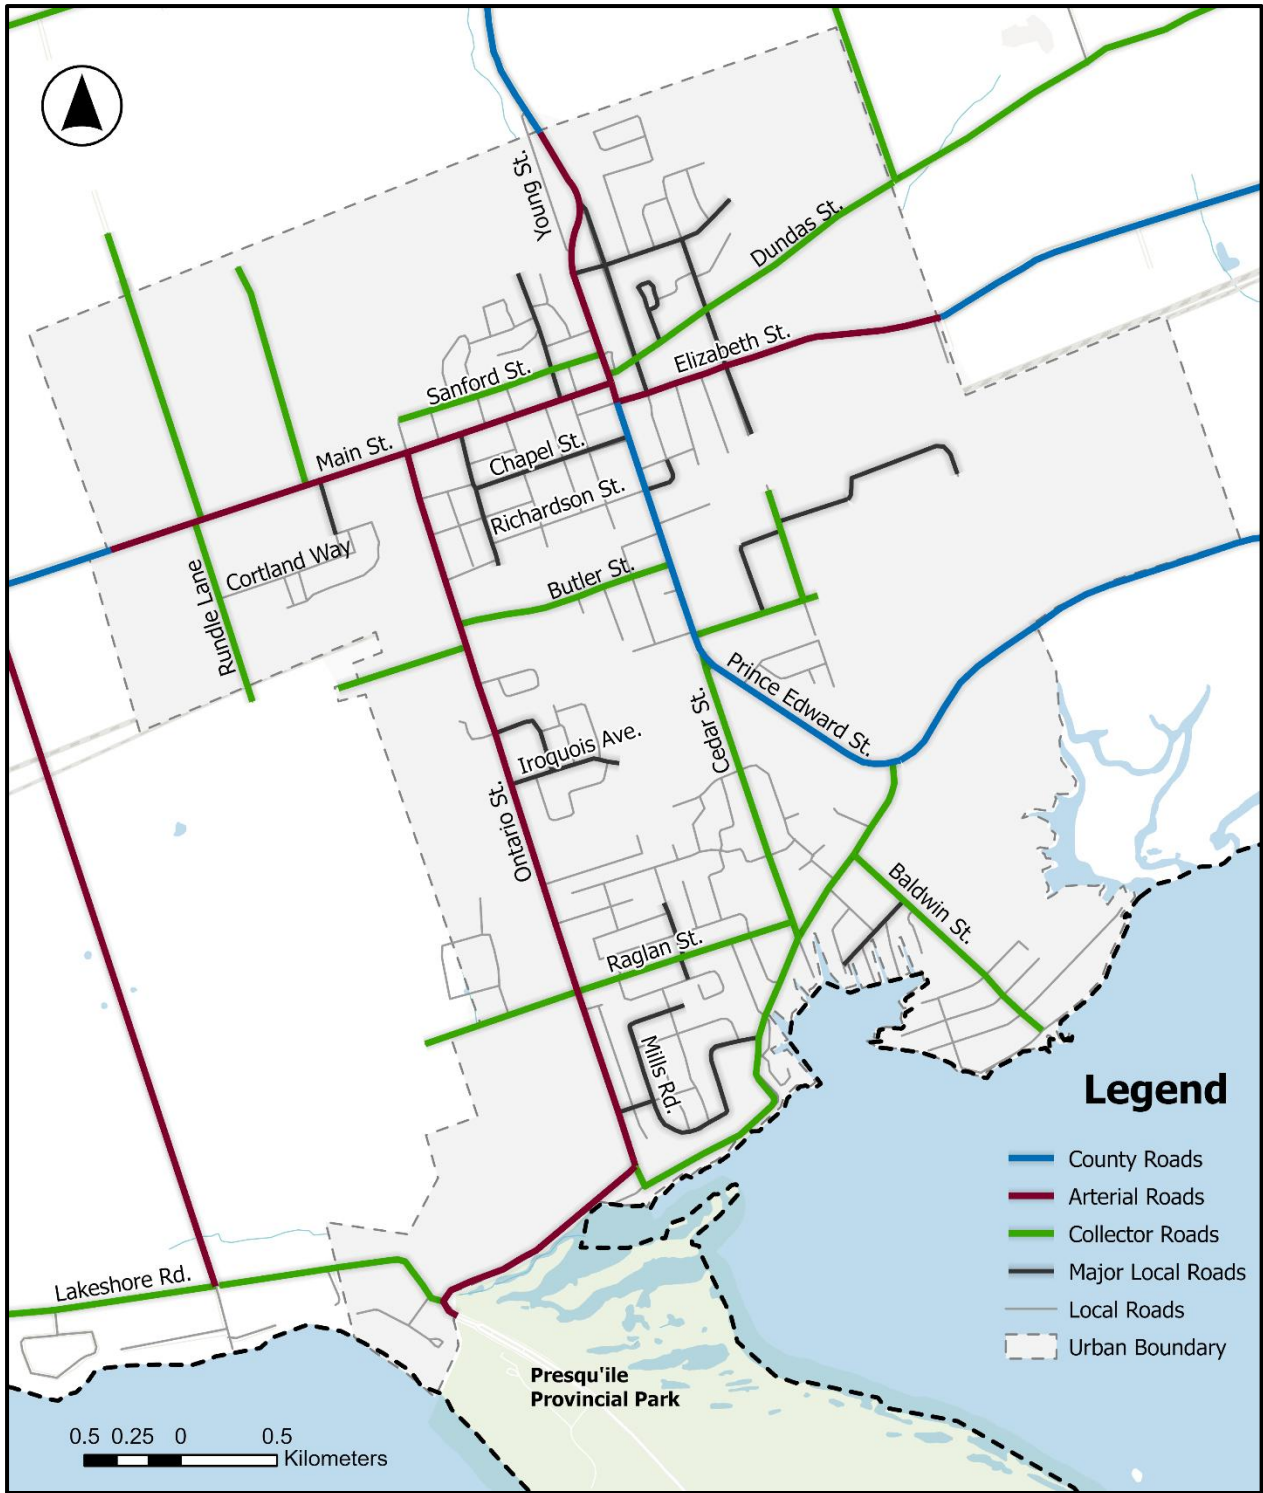 Young St.
Dundas St.
Elizabeth St.
Sanford St.
Main St.
Chapel St.
Richardson St.
Cortland Way
Rundle Lane
Butler St.
Prince Edward St.
Cedar St.
Iroquois Ave.
Ontario St.
Baldwin St.
Raglan St.
Mills Rd.
Lakeshore Rd.
Presqu'ile
Provincial Park
Legend
County Roads
Arterial Roads
Collector Roads
Major Local Roads
Local Roads
Urban Boundary
0.5 0.25 0 0.5
Kilometers